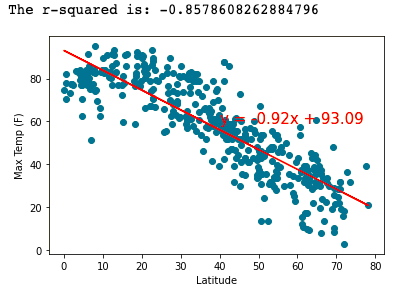 The r-squared is: -0.8578608262884796
80
60
40
20
0
y = -0.92x + 93.09
Max Temp (F)
0 10 20 30 40 50 60 70 80
Latitude